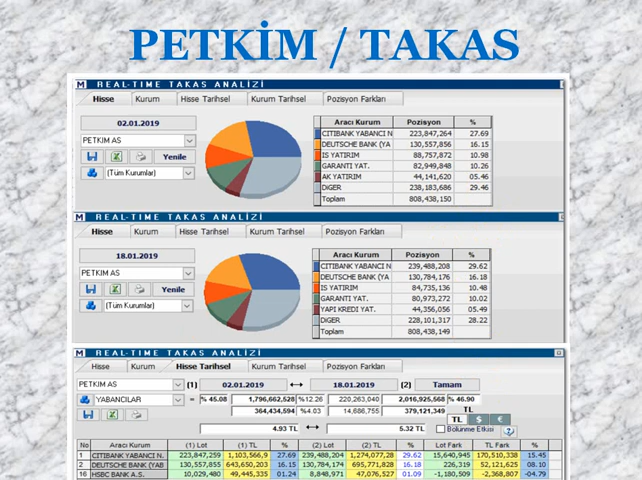 PETKİM / TAKAS
M REAL-TIME TAKAS ANALİZİ
Hisse Kurum Hisse Tarihsel Kurum Tarihsel Pozisyon Farkları
02.01.2019
PETKIM AS
Yenile
(Tüm Kurumlar)
Aracı Kurum Pozisyon %
CITIBANK YABANCI N 223,847,264 27.69
DEUTSCHE BANK (YA 130,557,856 16.15
IS YATIRIM 88,757,872 10.98
GARANTI YAT. 82,949,848 10.26
AK YATIRIM 44,141,620 05.46
DİGER 238,183,686 29.46
Toplam 808,438,150
M REAL-TIME TAKAS ANALİZİ
Hisse Kurum Hisse Tarihsel Kurum Tarihsel Pozisyon Farkları
18.01.2019
PETKIM AS
Yenile
(Tüm Kurumlar)
Aracı Kurum Pozisyon %
CITIBANK YABANCI N 239,488,208 29.62
DEUTSCHE BANK (YA 130,784,176 16.18
IS YATIRIM 84,735,136 10.48
GARANTI YAT. 80,973,272 10.02
YAPI KREDI YAT. 44,356,056 05.49
DİGER 228,101,317 28.22
Toplam 808,438,149
M REAL-TIME TAKAS ANALİZİ
Hisse Kurum Hisse Tarihsel Kurum Tarihsel Pozisyon Farkları
PETKIM AS (1) 02.01.2019 ↔ 18.01.2019 (2) Tamam
YABANCILAR = % 45.08 1,796,662,528 %12.26 220,263,040 2,016,925,568 % 46.90
364,434,594 %4.03 14,686,755 379,121,349 TL
TL $ €
4.93 TL ↔ 5.32 TL Bölünme Etkisi
No Aracı Kurum (1) Lot (1) TL % (2) Lot (2) TL % Lot Fark TL Fark %
1 CITIBANK YABANCI N. 223,847,259 1,103,566,9 27.69 239,488,204 1,274,077,28 29.62 15,640,945 170,510,338 15.45
2 DEUTSCHE BANK (YAB 130,557,855 643,650,203 16.15 130,784,174 695,771,828 16.18 226,319 52,121,625 08.10
16 HSBC BANK A.S. 10,029,480 49,445,335 01.24 8,848,971 47,076,527 01.09 -1,180,509 -2,368,807 -04.79